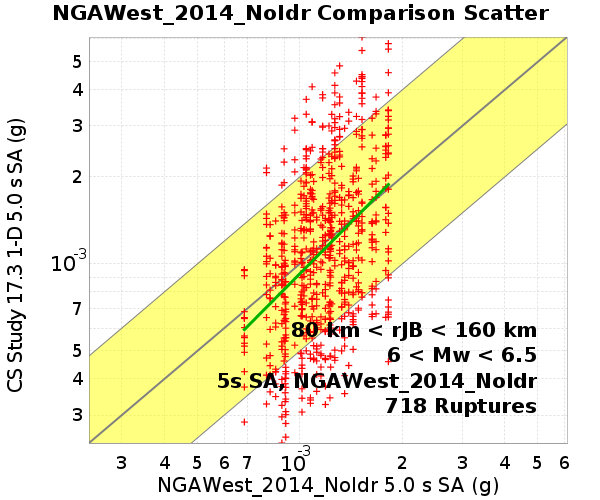 NGAWest_2014_NoIdr Comparison Scatter
CS Study 17.3 1-D 5.0 s SA (g)
5
4
3
2
10⁻³
7
5
4
3
80 km < rJB < 160 km
6 < Mw < 6.5
5s SA, NGAWest_2014_NoIdr
718 Ruptures
3 4 5 6 7 10⁻³ 2 3 4 5 6
NGAWest_2014_NoIdr 5.0 s SA (g)